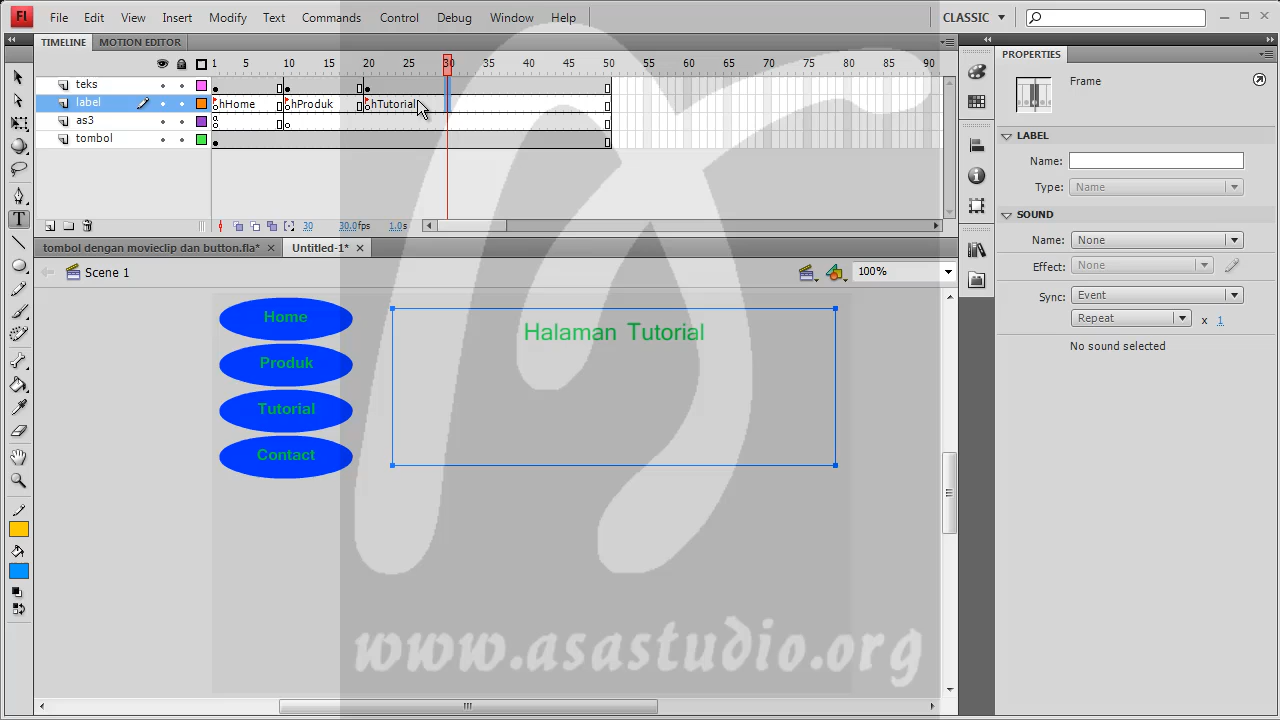 Fl File Edit View Insert Modify Text Commands Control Debug Window Help CLASSIC
TIMELINE MOTION EDITOR PROPERTIES
1 5 10 15 20 25 30 35 40 45 50 55 60 65 70 75 80 85 90
Frame
teks
label hHome hProduk hTutorial
as3
tombol
LABEL
Name:
Type: Name
SOUND
30 30.0fps 1.0s
Name: None
tombol dengan movieclip dan button.fla* Untitled-1*
Effect: None
Scene 1 100%
Sync: Event
Repeat x 1
No sound selected
Home
Halaman Tutorial
Produk
Tutorial
Contact
www.asastudio.org